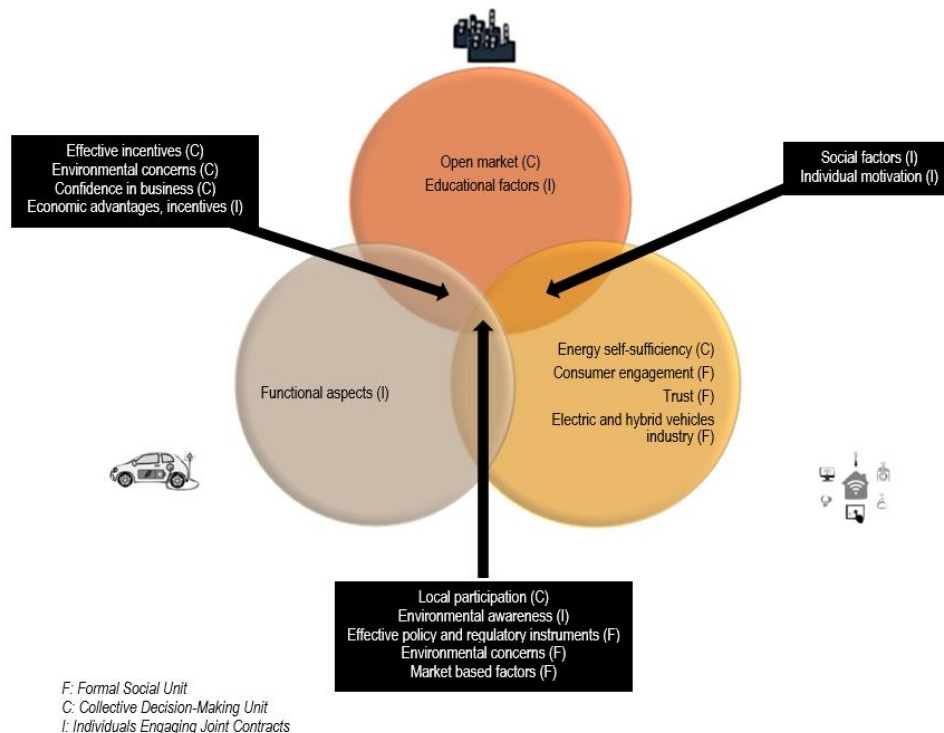 Open market (C)
Educational factors (I)
Effective incentives (C)
Environmental concerns (C)
Confidence in business (C)
Economic advantages, incentives (I)
Social factors (I)
Individual motivation (I)
Functional aspects (I)
Energy self-sufficiency (C)
Consumer engagement (F)
Trust (F)
Electric and hybrid vehicles
industry (F)
Local participation (C)
Environmental awareness (I)
Effective policy and regulatory instruments (F)
Environmental concerns (F)
Market based factors (F)
F: Formal Social Unit
C: Collective Decision-Making Unit
I: Individuals Engaging Joint Contracts